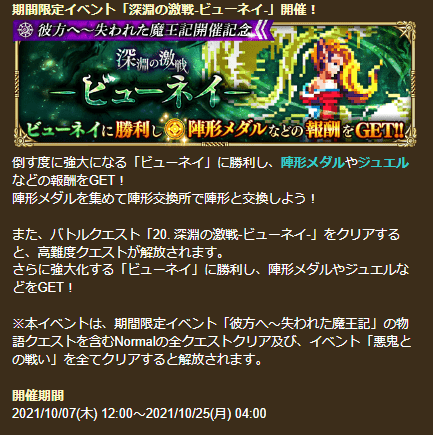 期間限定イベント「深淵の激戦-ビューネイ-」開催！
彼方へ～失われた魔王記開催記念
深淵の激戦
－ビューネイ－
ビューネイに勝利し陣形メダルなどの報酬をGET!!
倒す度に強大になる「ビューネイ」に勝利し、陣形メダルやジュエル
などの報酬をGET！
陣形メダルを集めて陣形交換所で陣形と交換しよう！
また、バトルクエスト「20. 深淵の激戦-ビューネイ-」をクリアする
と、高難度クエストが解放されます。
さらに強大化する「ビューネイ」に勝利し、陣形メダルやジュエルな
どをGET！
※本イベントは、期間限定イベント「彼方へ～失われた魔王記」の物
語クエストを含むNormalの全クエストクリア及び、イベント「悪鬼と
の戦い」を全てクリアすると解放されます。
開催期間
2021/10/07(木) 12:00～2021/10/25(月) 04:00